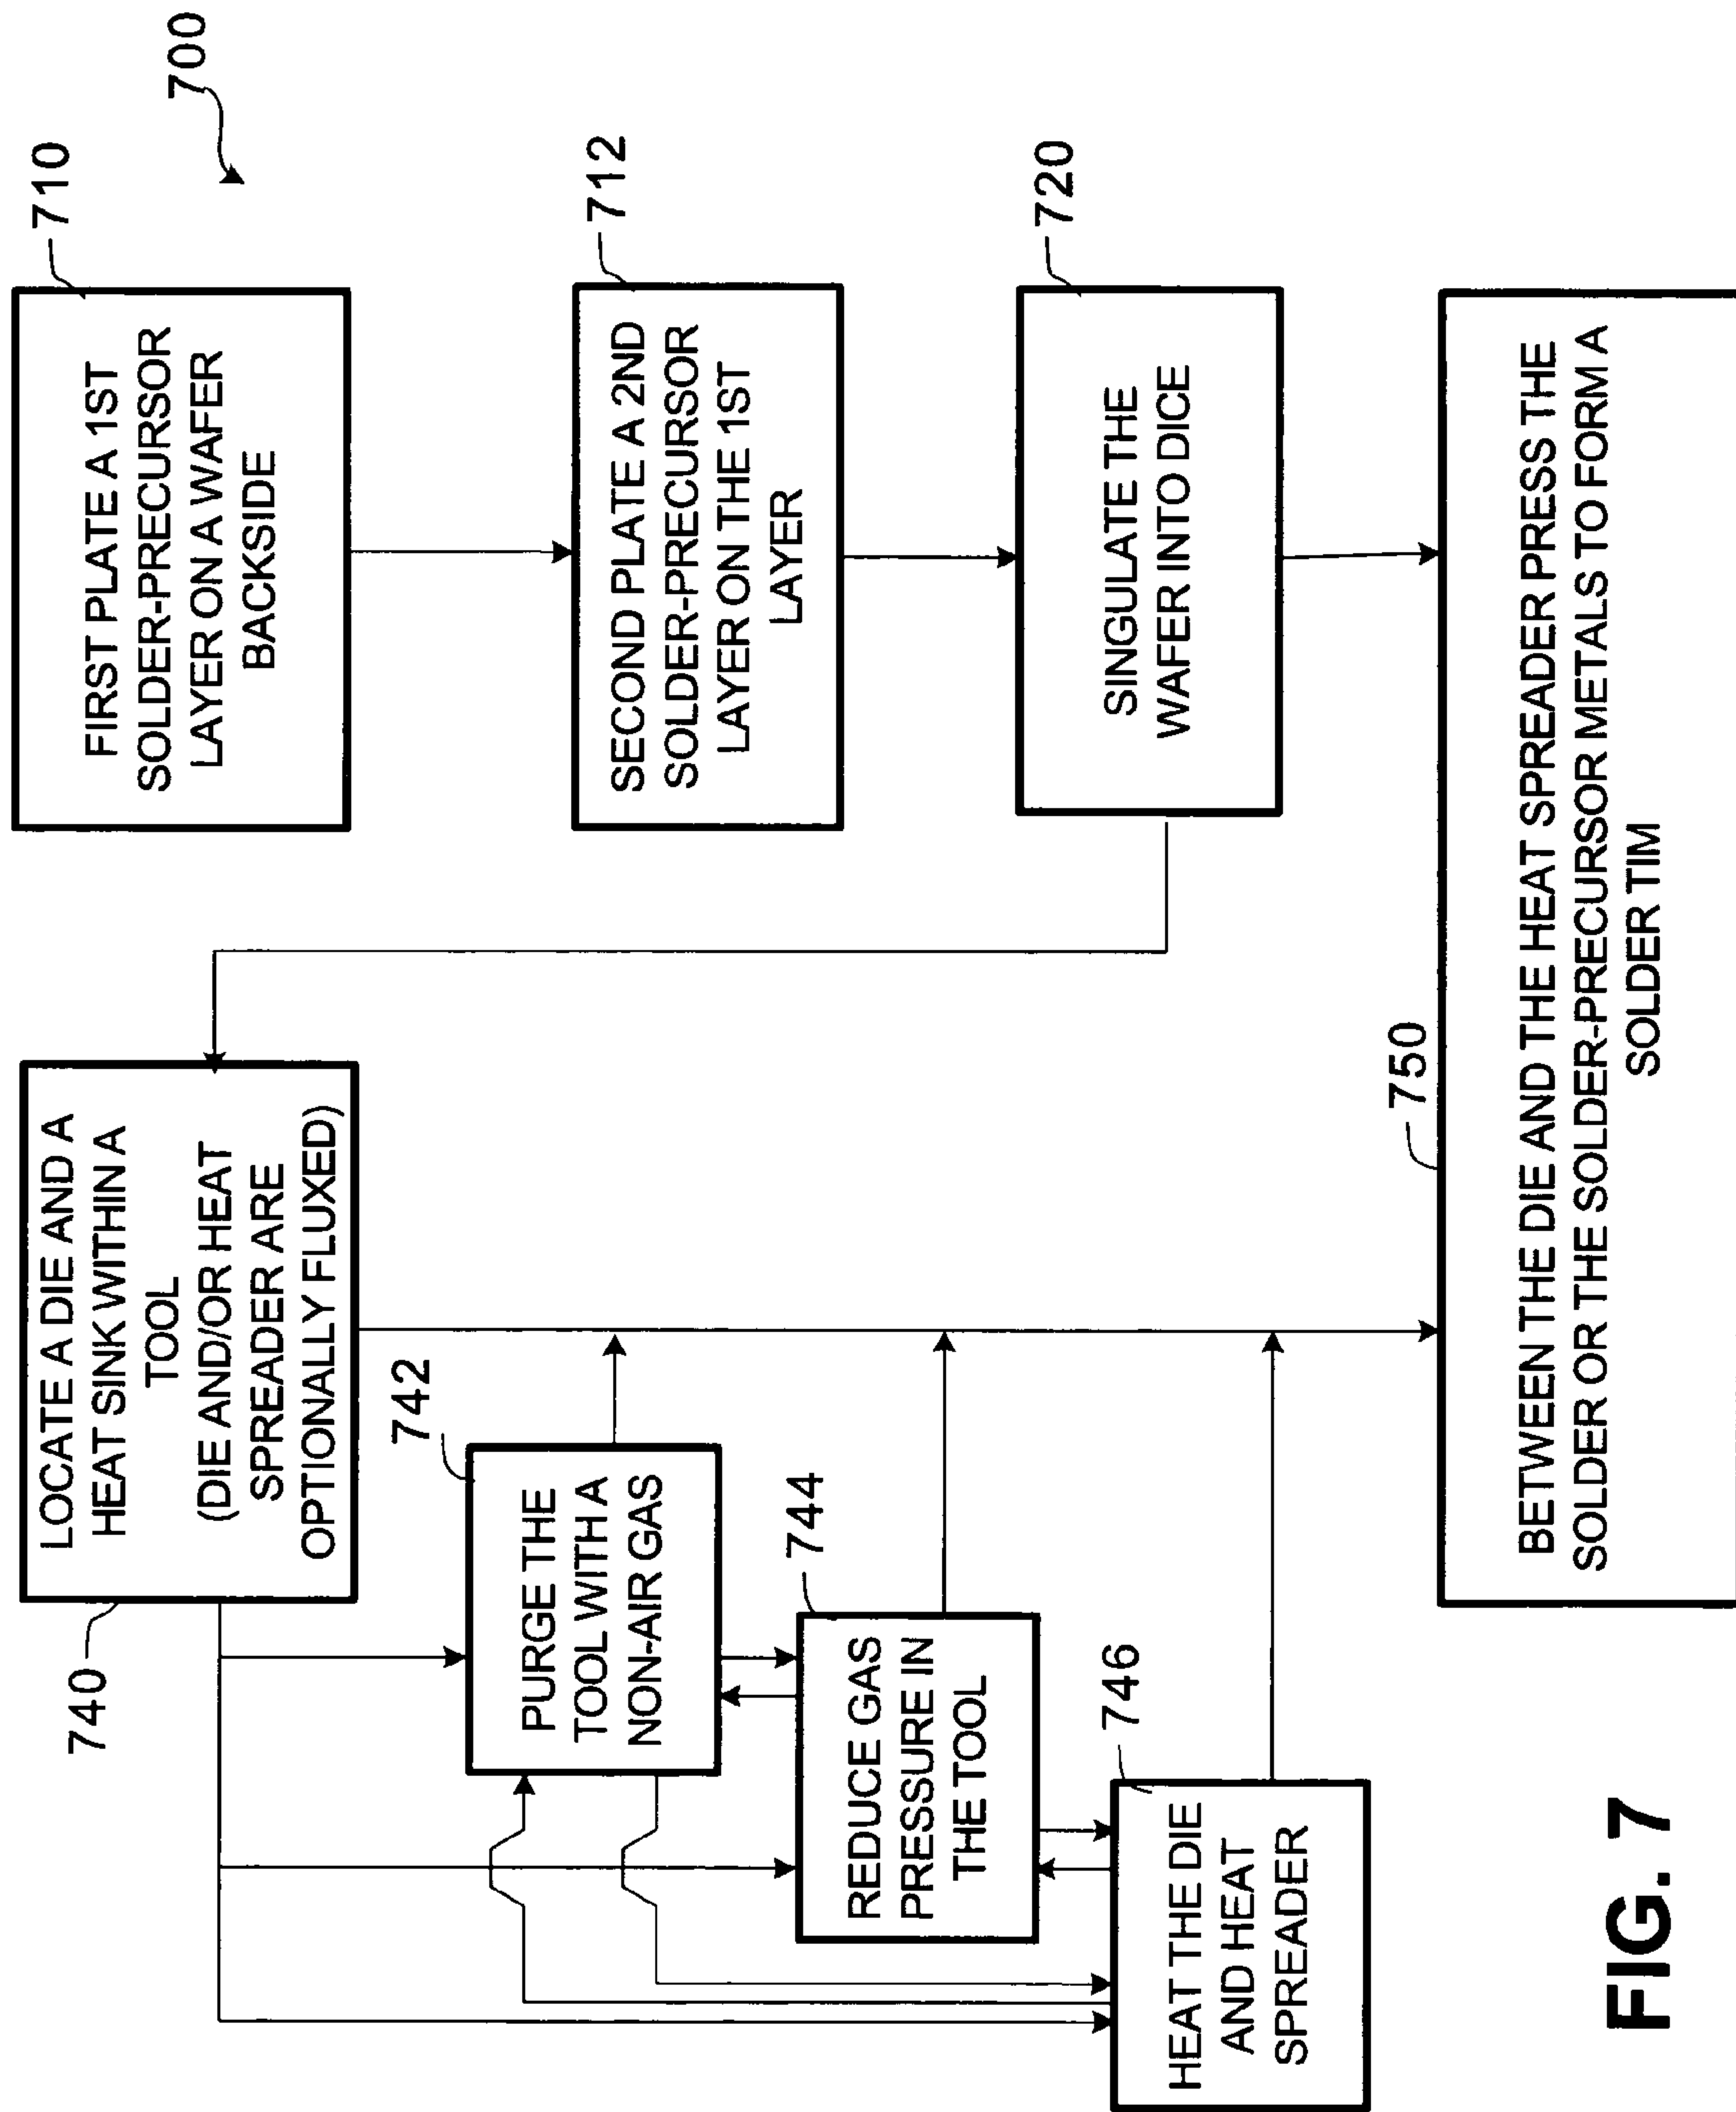 700
710
FIRST PLATE A 1ST
SOLDER-PRECURSOR
LAYER ON A WAFER
BACKSIDE
712
SECOND PLATE A 2ND
SOLDER-PRECURSOR
LAYER ON THE 1ST
LAYER
720
SINGULATE THE
WAFER INTO DICE
740
LOCATE A DIE AND A
HEAT SINK WITHIN A
TOOL
(DIE AND/OR HEAT
SPREADER ARE
OPTIONALLY FLUXED)
742
PURGE THE
TOOL WITH A
NON-AIR GAS
744
REDUCE GAS
PRESSURE IN
THE TOOL
746
HEAT THE DIE
AND HEAT
SPREADER
750
BETWEEN THE DIE AND THE HEAT SPREADER PRESS THE
SOLDER OR THE SOLDER-PRECURSOR METALS TO FORM A
SOLDER TIM
FIG. 7